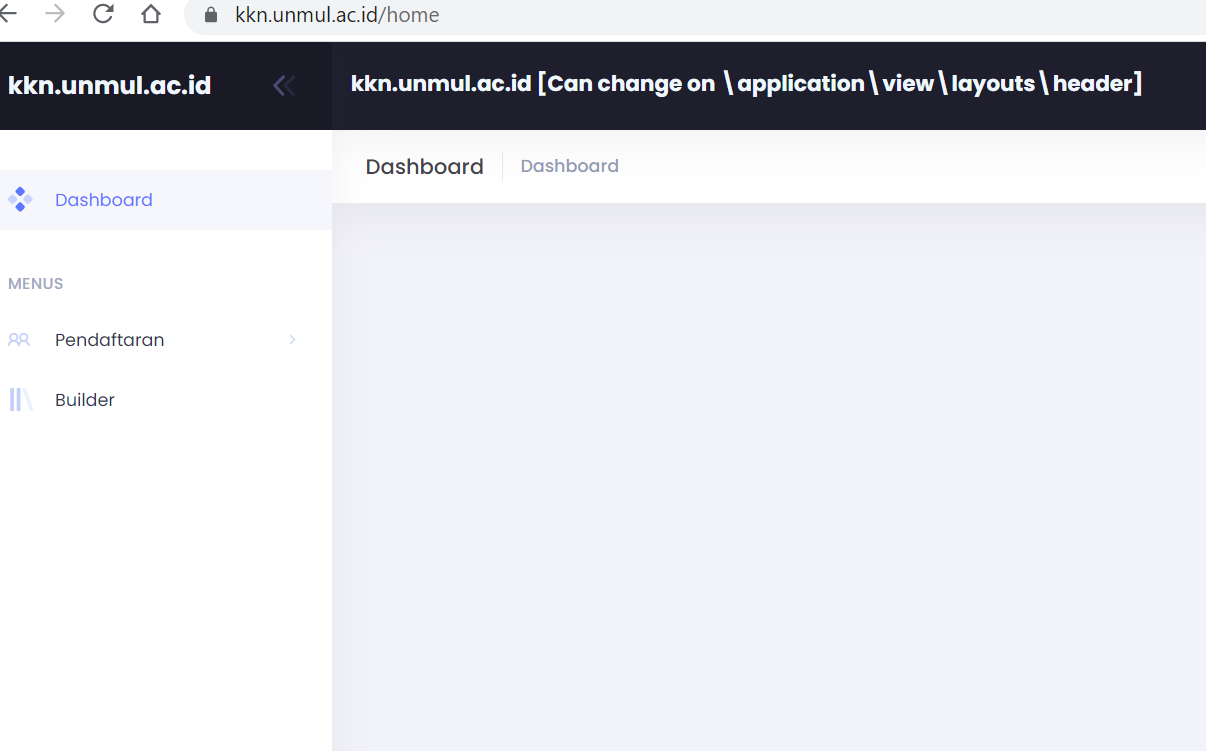 kkn.unmul.ac.id/home
kkn.unmul.ac.id
kkn.unmul.ac.id [Can change on \application\view\layouts\header]
Dashboard
Dashboard
Dashboard
MENUS
Pendaftaran
Builder